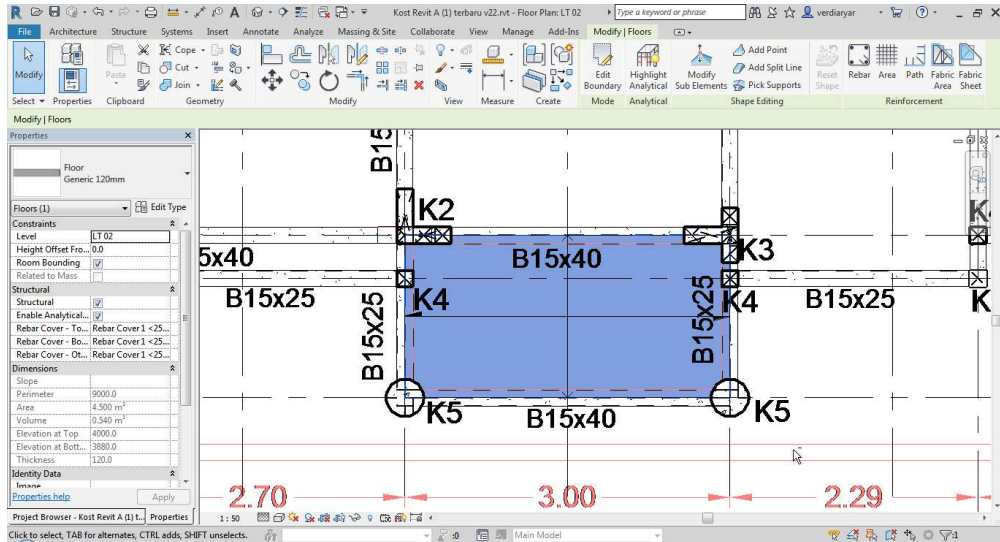 Kost Revit A (1) terbaru v22.rvt - Floor Plan: LT 02
Type a keyword or phrase
verdiaryar
File Architecture Structure Systems Insert Annotate Analyze Massing & Site Collaborate View Manage Add-Ins Modify | Floors
Modify
Select
Properties
Paste
Clipboard
Cope
Cut
Join
Geometry
Modify
View
Measure
Create
Edit Boundary
Mode
Highlight Analytical
Analytical
Modify Sub Elements
Add Point
Add Split Line
Pick Supports
Reset Shape
Shape Editing
Rebar Area Path Fabric Area Fabric Sheet
Reinforcement
Modify | Floors
Properties
Floor
Generic 120mm
Floors (1)
Edit Type
Constraints
Level LT 02
Height Offset Fro... 0.0
Room Bounding
Related to Mass
Structural
Structural
Enable Analytical...
Rebar Cover - To... Rebar Cover 1 <25...
Rebar Cover - Bo... Rebar Cover 1 <25...
Rebar Cover - Ot... Rebar Cover 1 <25...
Dimensions
Slope
Perimeter 9000.0
Area 4.500 m²
Volume 0.540 m³
Elevation at Top 4000.0
Elevation at Bott... 3880.0
Thickness 120.0
Identity Data
Image
Properties help
Apply
Project Browser - Kost Revit A (1) t... Properties
B15
K2
5x40
B15x40
K3
B15x25
K4
B15x25
B15x25
K4
B15x25
K
K
K5
B15x40
K5
2.70
3.00
2.29
1 : 50
Click to select, TAB for alternates, CTRL adds, SHIFT unselects.
:0
Main Model
:1